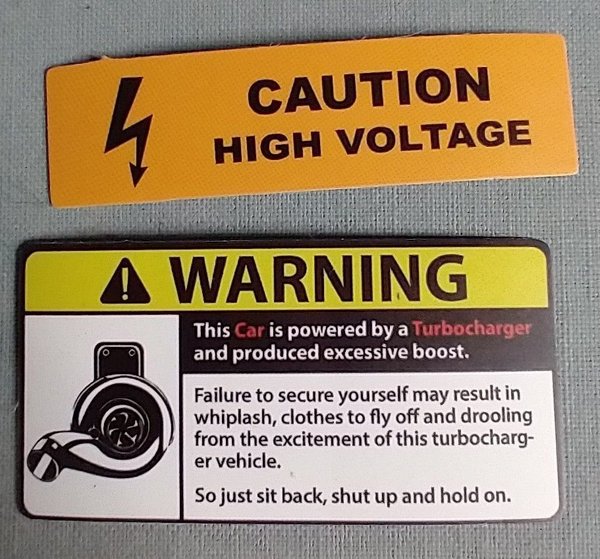 CAUTION
HIGH VOLTAGE
WARNING
This Car is powered by a Turbocharger
and produced excessive boost.
Failure to secure yourself may result in
whiplash, clothes to fly off and drooling
from the excitement of this turbocharg-
er vehicle.
So just sit back, shut up and hold on.